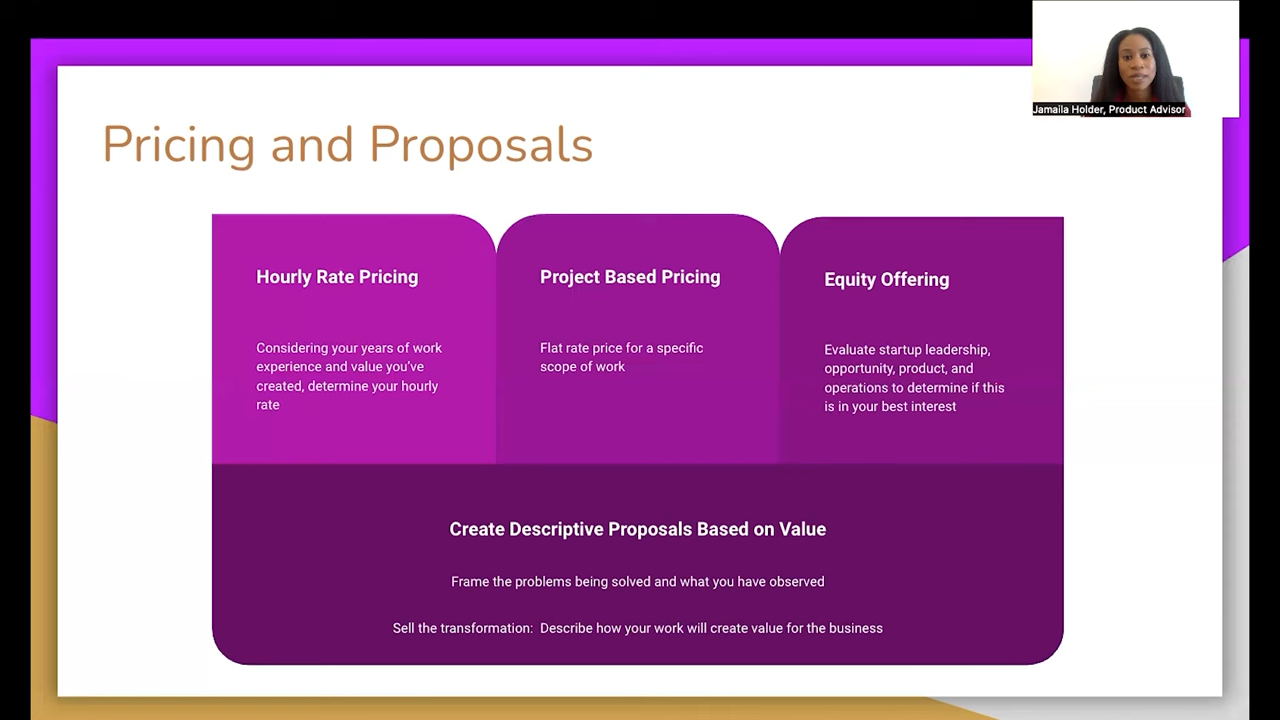 Jamaila Holder, Product Advisor
Pricing and Proposals
Hourly Rate Pricing
Considering your years of work
experience and value you've
created, determine your hourly
rate
Project Based Pricing
Flat rate price for a specific
scope of work
Equity Offering
Evaluate startup leadership,
opportunity, product, and
operations to determine if this
is in your best interest
Create Descriptive Proposals Based on Value
Frame the problems being solved and what you have observed
Sell the transformation:  Describe how your work will create value for the business